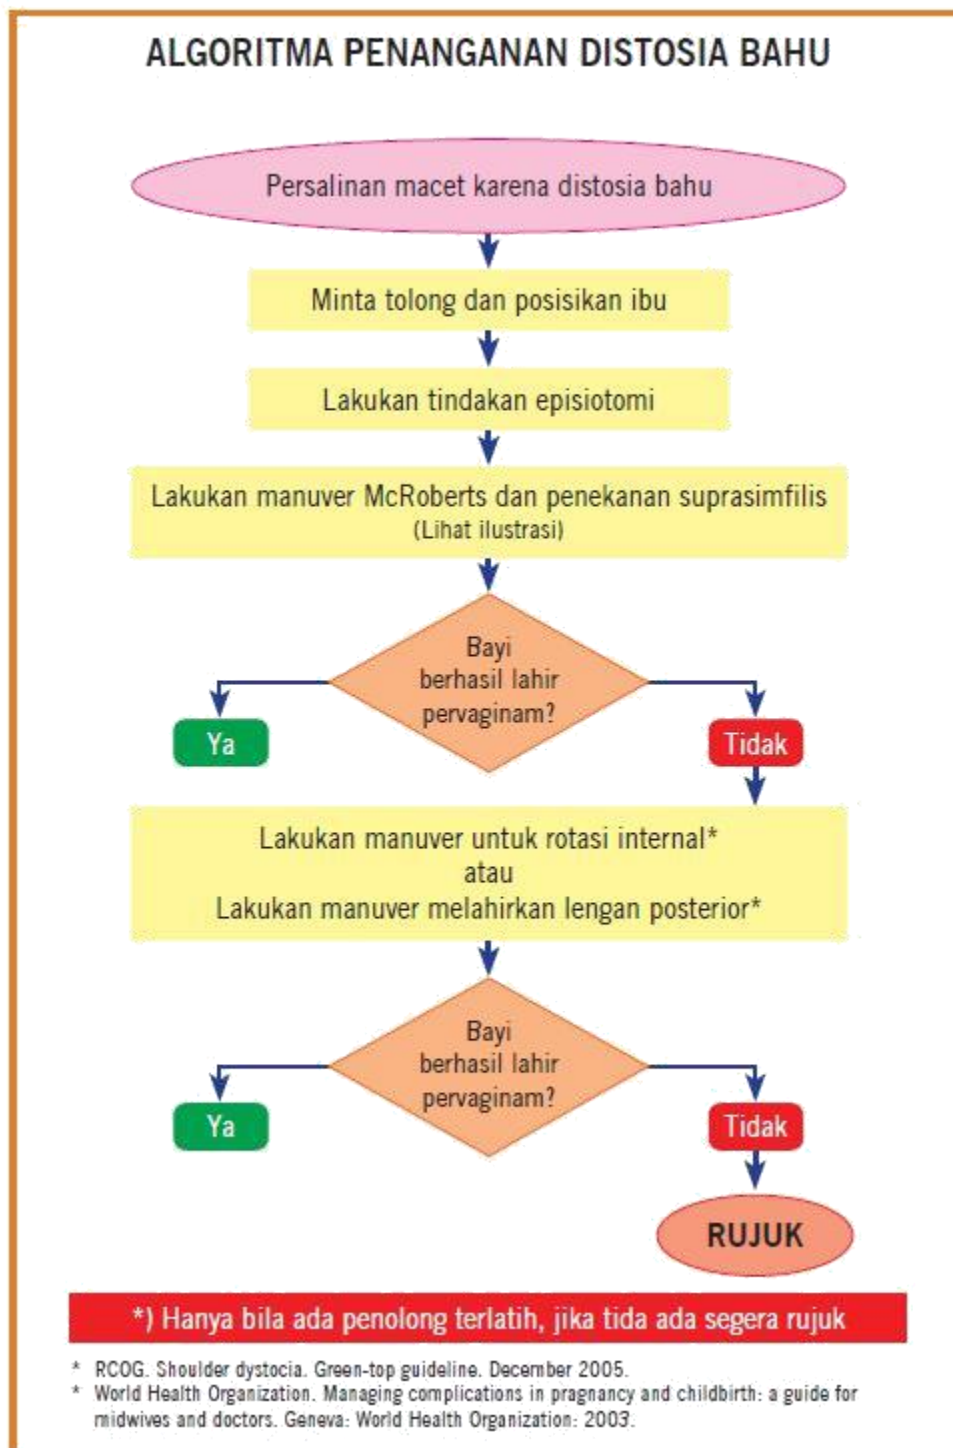 ALGORITMA PENANGANAN DISTOSIA BAHU
Persalinan macet karena distosia bahu
Minta tolong dan posisikan ibu
Lakukan tindakan episiotomi
Lakukan manuver McRoberts dan penekanan suprasimfilis
(Lihat ilustrasi)
Bayi
berhasil lahir
pervaginam?
Ya
Tidak
Lakukan manuver untuk rotasi internal*
atau
Lakukan manuver melahirkan lengan posterior*
Bayi
berhasil lahir
pervaginam?
Ya
Tidak
RUJUK
*) Hanya bila ada penolong terlatih, jika tida ada segera rujuk
* RCOG. Shoulder dystocia. Green-top guideline. December 2005.
* World Health Organization. Managing complications in pragnancy and childbirth: a guide for
midwives and doctors. Geneva: World Health Organization: 2003.